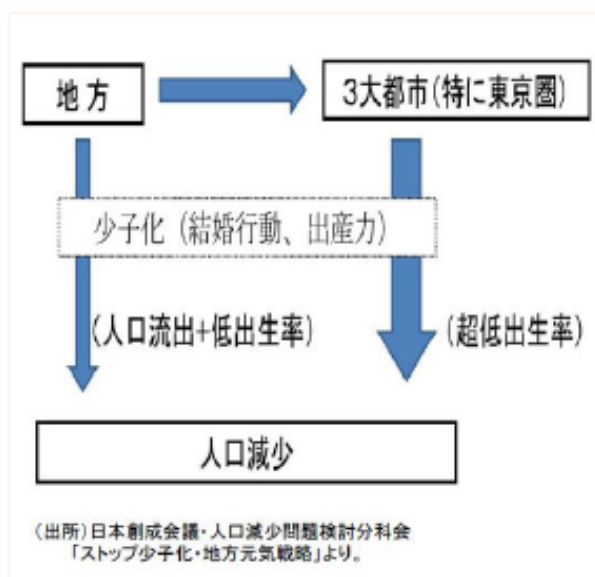 地方
3大都市(特に東京圏)
少子化（結婚行動、出産力）
(人口流出+低出生率)
(超低出生率)
人口減少
(出所)日本創成会議・人口減少問題検討分科会
「ストップ少子化・地方元気戦略」より。